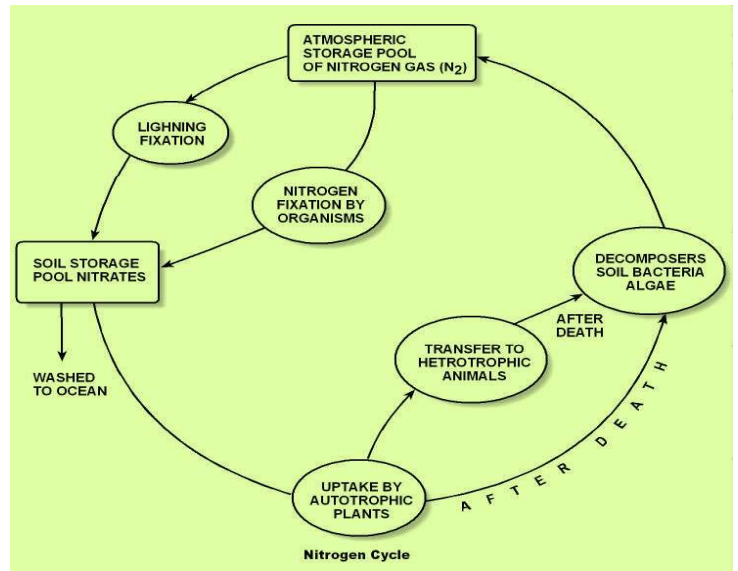 ATMOSPHERIC
STORAGE POOL
OF NITROGEN GAS (N2)
LIGHNING
FIXATION
NITROGEN
FIXATION BY
ORGANISMS
SOIL STORAGE
POOL NITRATES
DECOMPOSERS
SOIL BACTERIA
ALGAE
AFTER
DEATH
TRANSFER TO
HETROTROPHIC
ANIMALS
WASHED
TO OCEAN
AFTER DEATH
UPTAKE BY
AUTOTROPHIC
PLANTS
Nitrogen Cycle